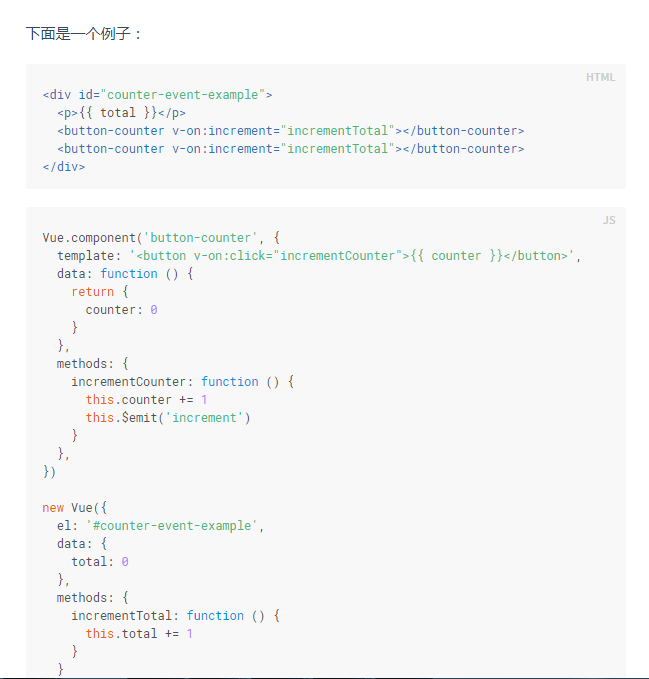 下面是一个例子：
HTML
<div id="counter-event-example">
  <p>{{ total }}</p>
  <button-counter v-on:increment="incrementTotal"></button-counter>
  <button-counter v-on:increment="incrementTotal"></button-counter>
</div>
JS
Vue.component('button-counter', {
  template: '<button v-on:click="incrementCounter">{{ counter }}</button>',
  data: function () {
    return {
      counter: 0
    }
  },
  methods: {
    incrementCounter: function () {
      this.counter += 1
      this.$emit('increment')
    }
  },
})

new Vue({
  el: '#counter-event-example',
  data: {
    total: 0
  },
  methods: {
    incrementTotal: function () {
      this.total += 1
    }
  }